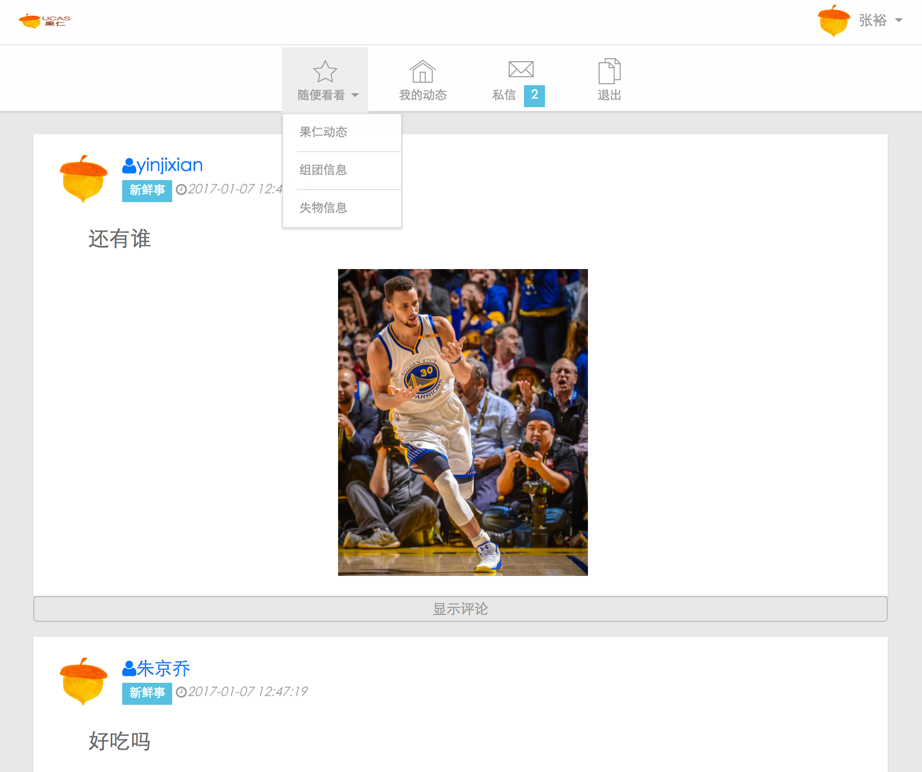 UCAS
果仁
张裕
随便看看
我的动态
私信 2
退出
果仁动态
组团信息
失物信息
yinjixian
新鲜事 2017-01-07 12:4
还有谁
30
显示评论
朱京乔
新鲜事 2017-01-07 12:47:19
好吃吗